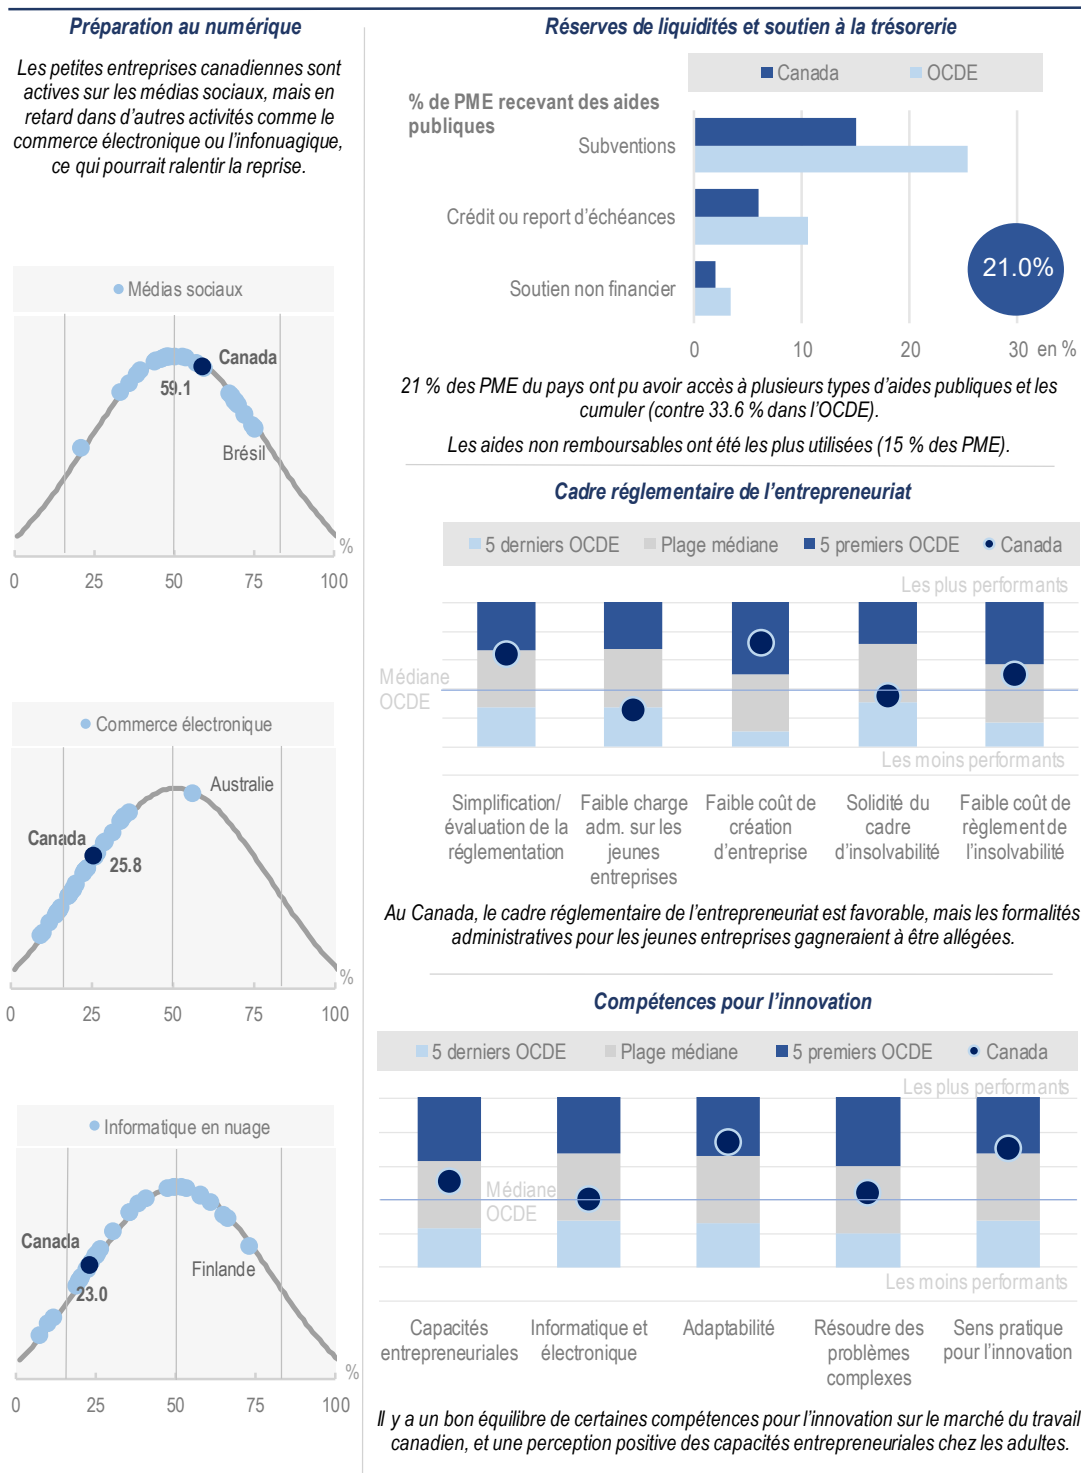 Préparation au numérique
Les petites entreprises canadiennes sont
actives sur les médias sociaux, mais en
retard dans d'autres activités comme le
commerce électronique ou l'infonuagique,
ce qui pourrait ralentir la reprise.
Médias sociaux
Canada
59.1
Brésil
%
0 25 50 75 100
Commerce électronique
Australie
Canada
25.8
%
0 25 50 75 100
Informatique en nuage
Canada
23.0
Finlande
%
0 25 50 75 100
Réserves de liquidités et soutien à la trésorerie
Canada OCDE
% de PME recevant des aides
publiques
Subventions
Crédit ou report d'échéances
Soutien non financier
21.0%
0 10 20 30 en %
21 % des PME du pays ont pu avoir accès à plusieurs types d'aides publiques et les
cumuler (contre 33.6 % dans l'OCDE).
Les aides non remboursables ont été les plus utilisées (15 % des PME).
Cadre réglementaire de l'entrepreneuriat
5 derniers OCDE Plage médiane 5 premiers OCDE Canada
Les plus performants
Médiane
OCDE
Les moins performants
Simplification/
évaluation de la
réglementation
Faible charge
adm. sur les
jeunes
entreprises
Faible coût de
création
d'entreprise
Solidité du
cadre
d'insolvabilité
Faible coût de
règlement de
l'insolvabilité
Au Canada, le cadre réglementaire de l'entrepreneuriat est favorable, mais les formalités
administratives pour les jeunes entreprises gagneraient à être allégées.
Compétences pour l'innovation
5 derniers OCDE Plage médiane 5 premiers OCDE Canada
Les plus performants
Médiane
OCDE
Les moins performants
Capacités
entrepreneuriales
Informatique et
électronique
Adaptabilité
Résoudre des
problèmes
complexes
Sens pratique
pour l'innovation
Il y a un bon équilibre de certaines compétences pour l'innovation sur le marché du travail
canadien, et une perception positive des capacités entrepreneuriales chez les adultes.